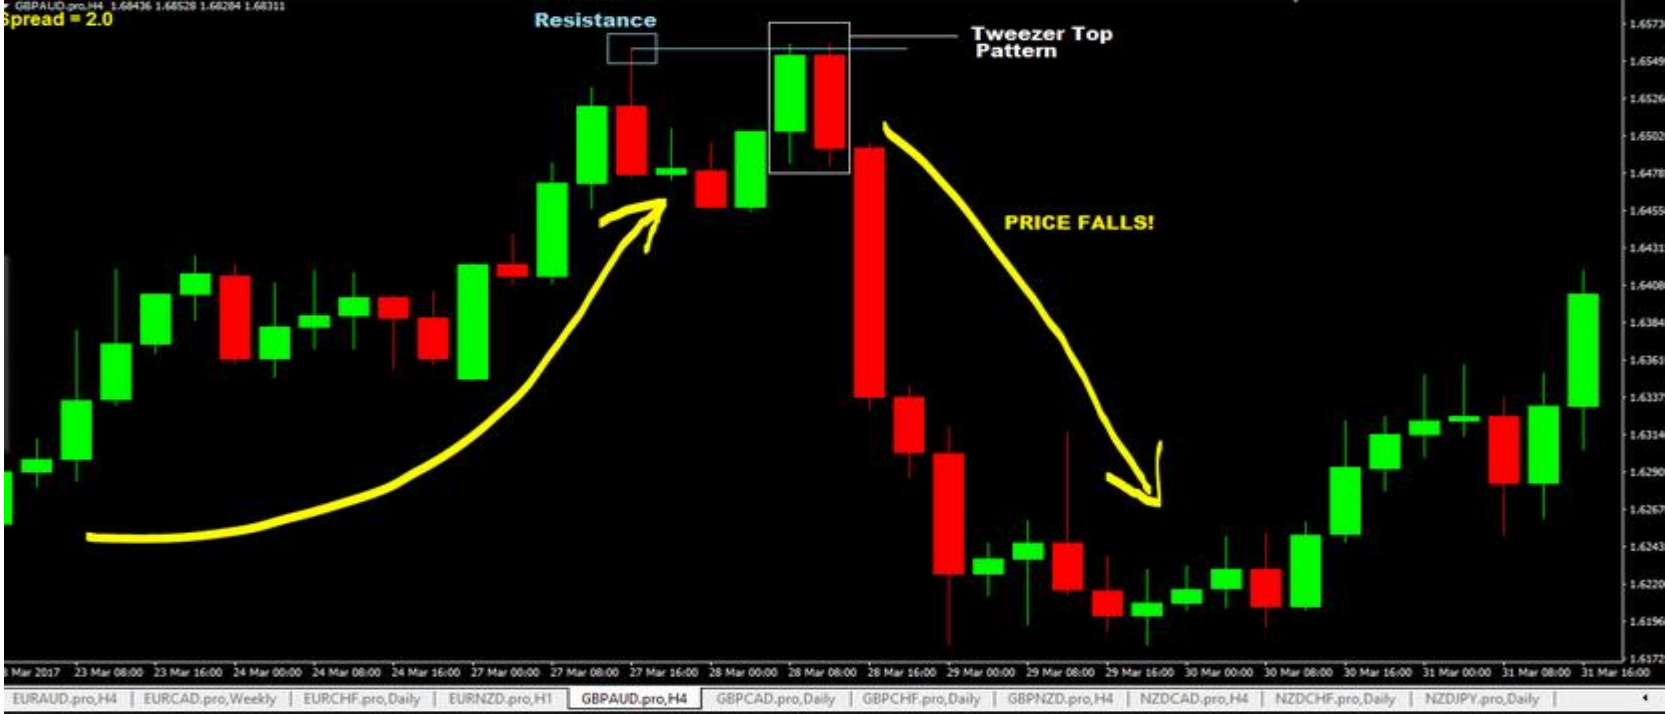 GBPAUD.pro,H4 1.68436 1.68528 1.68284 1.68311
Spread = 2.0
Resistance
Tweezer Top
Pattern
PRICE FALLS!
1.6573
1.6549
1.6526
1.6502
1.6478
1.6455
1.6431
1.6408
1.6384
1.6361
1.6337
1.6314
1.6290
1.6267
1.6243
1.6220
1.6196
1.6172
Mar 2017 23 Mar 08:00 23 Mar 16:00 24 Mar 00:00 24 Mar 08:00 24 Mar 16:00 27 Mar 00:00 27 Mar 08:00 27 Mar 16:00 28 Mar 00:00 28 Mar 08:00 28 Mar 16:00 29 Mar 00:00 29 Mar 08:00 29 Mar 16:00 30 Mar 00:00 30 Mar 08:00 30 Mar 16:00 31 Mar 00:00 31 Mar 08:00 31 Mar 16:00
EURAUD.pro,H4 | EURCAD.pro,Weekly | EURCHF.pro,Daily | EURNZD.pro,H1 | GBPAUD.pro,H4 | GBPCAD.pro,Daily | GBPCHF.pro,Daily | GBPNZD.pro,H4 | NZDCAD.pro,H4 | NZDCHF.pro,Daily | NZDJPY.pro,Daily |